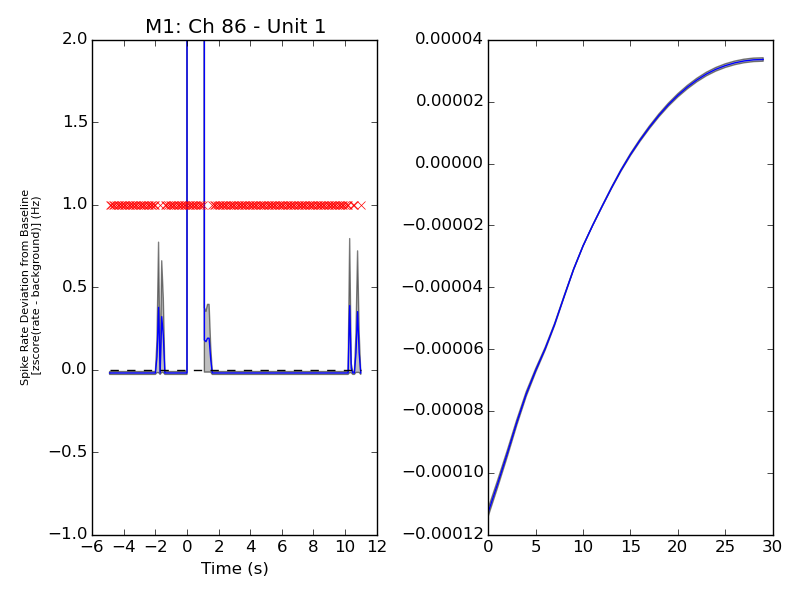 M1: Ch 86 - Unit 1
Spike Rate Deviation from Baseline
[zscore(rate - background)] (Hz)
2.0
1.5
1.0
0.5
0.0
−0.5
−1.0
−6 −4 −2 0 2 4 6 8 10 12
Time (s)
0.00004
0.00002
0.00000
−0.00002
−0.00004
−0.00006
−0.00008
−0.00010
−0.00012
0 5 10 15 20 25 30